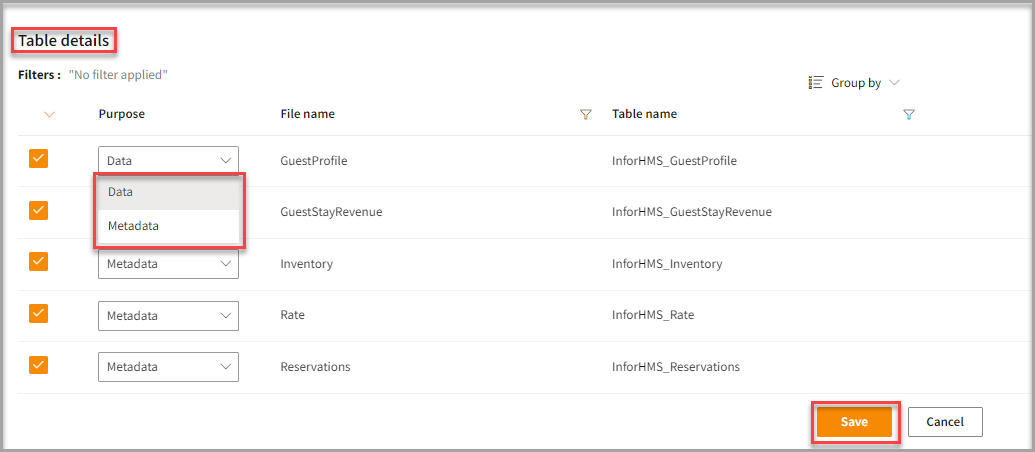 Table details
Filters : "No filter applied"
Group by
Purpose File name Table name
Data GuestProfile InforHMS_GuestProfile
Data
GuestStayRevenue InforHMS_GuestStayRevenue
Metadata
Metadata Inventory InforHMS_Inventory
Metadata Rate InforHMS_Rate
Metadata Reservations InforHMS_Reservations
Save Cancel